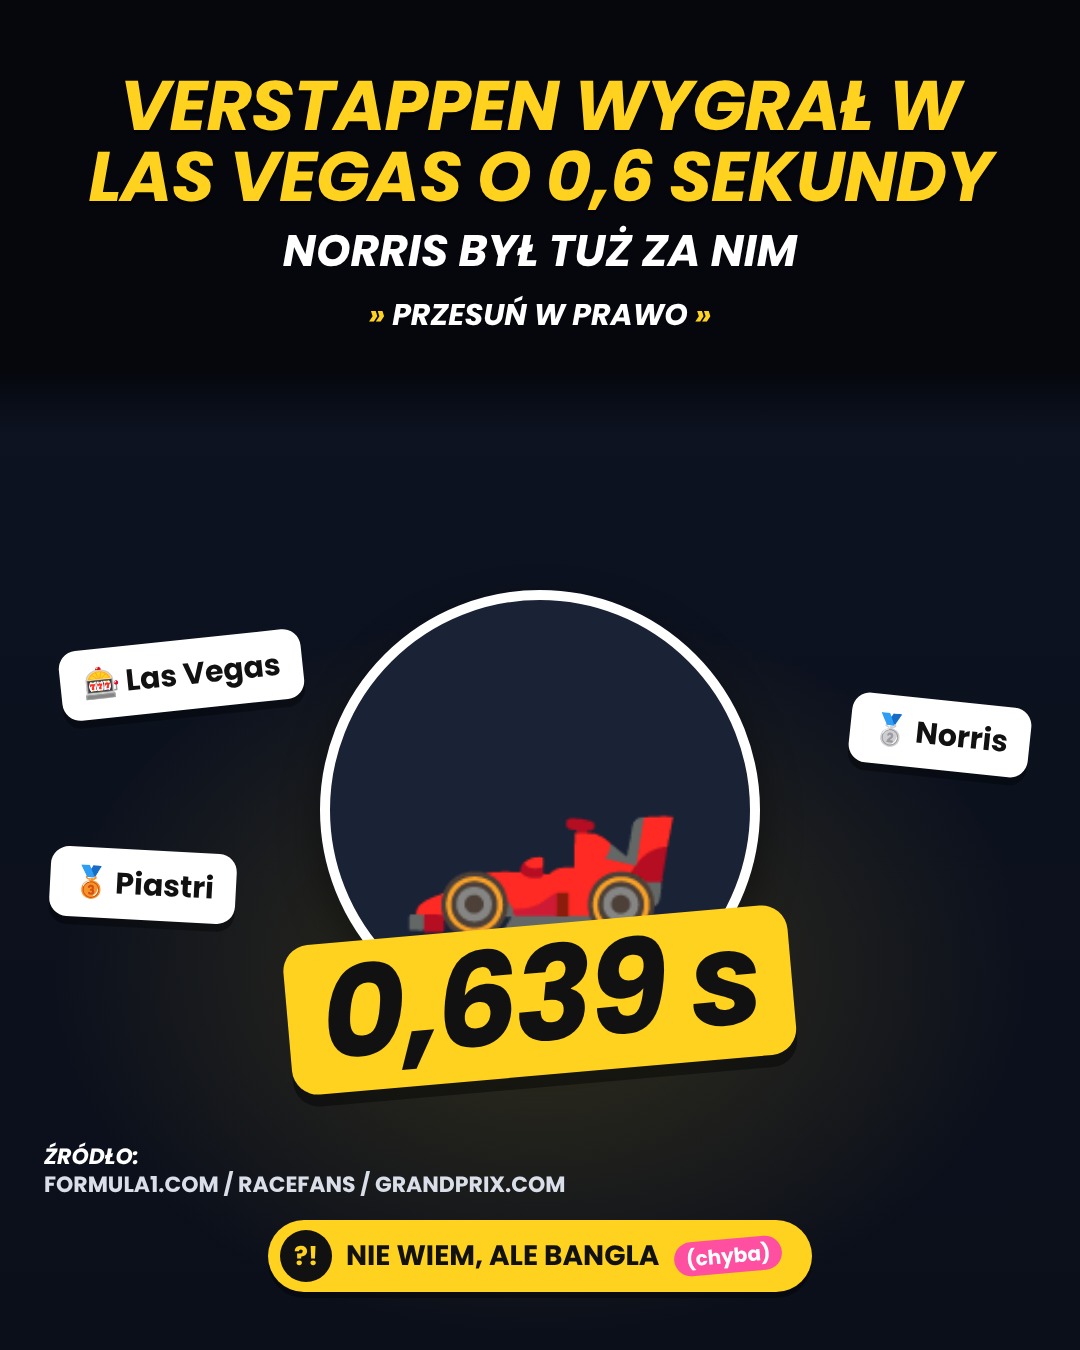 VERSTAPPEN WYGRAŁ W
LAS VEGAS O 0,6 SEKUNDY
NORRIS BYŁ TUŻ ZA NIM
» PRZESUŃ W PRAWO »
Las Vegas
Norris
Piastri
0,639 s
ŹRÓDŁO:
FORMULA1.COM / RACEFANS / GRANDPRIX.COM
?! NIE WIEM, ALE BANGLA (chyba)